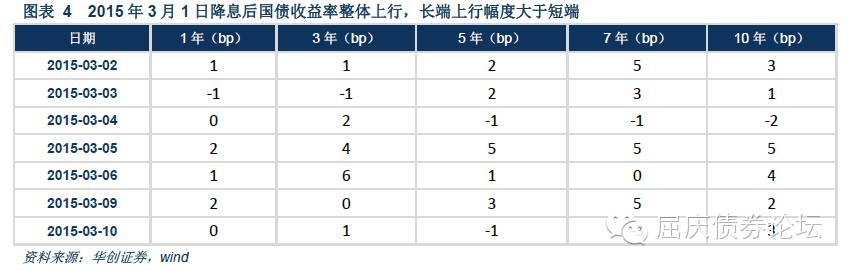 图表 4 2015 年 3 月 1 日降息后国债收益率整体上行，长端上行幅度大于短端
日期 1 年（bp） 3 年（bp） 5 年（bp） 7 年（bp） 10 年（bp）
2015-03-02 1 1 2 5 3
2015-03-03 -1 -1 2 3 1
2015-03-04 0 2 -1 -1 -2
2015-03-05 2 4 5 5 5
2015-03-06 1 6 1 0 4
2015-03-09 2 0 3 5 2
2015-03-10 0 1 -1 3
屈庆债券论坛
资料来源：华创证券，wind